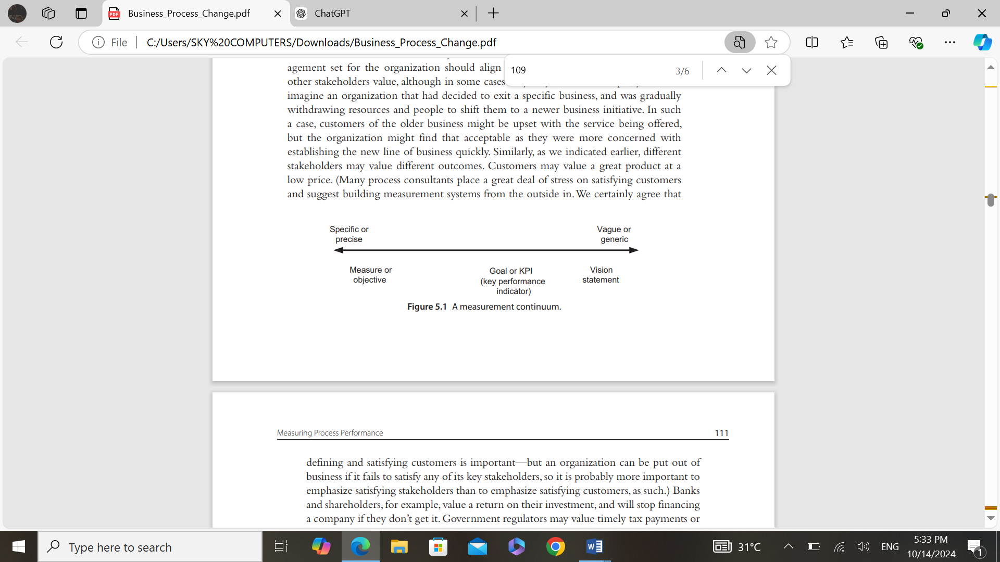 Business_Process_Change.pdf
ChatGPT
File
C:/Users/SKY%20COMPUTERS/Downloads/Business_Process_Change.pdf
109
3/6
agement set for the organization should align
other stakeholders value, although in some cases
imagine an organization that had decided to exit a specific business, and was gradually
withdrawing resources and people to shift them to a newer business initiative. In such
a case, customers of the older business might be upset with the service being offered,
but the organization might find that acceptable as they were more concerned with
establishing the new line of business quickly. Similarly, as we indicated earlier, different
stakeholders may value different outcomes. Customers may value a great product at a
low price. (Many process consultants place a great deal of stress on satisfying customers
and suggest building measurement systems from the outside in. We certainly agree that
Specific or
precise
Vague or
generic
Measure or
objective
Goal or KPI
(key performance
indicator)
Vision
statement
Figure 5.1 A measurement continuum.
Measuring Process Performance
111
defining and satisfying customers is important—but an organization can be put out of
business if it fails to satisfy any of its key stakeholders, so it is probably more important to
emphasize satisfying stakeholders than to emphasize satisfying customers, as such.) Banks
and shareholders, for example, value a return on their investment, and will stop financing
a company if they don't get it. Government regulators may value timely tax payments or
Type here to search
31°C
ENG
5:33 PM
10/14/2024
1